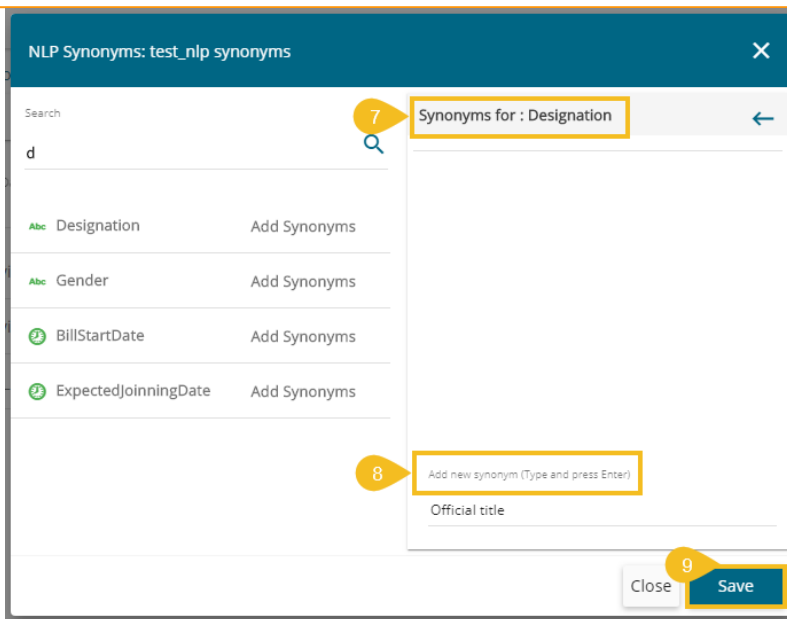 NLP Synonyms: test_nlp synonyms
Search
d
Abc Designation Add Synonyms
Abc Gender Add Synonyms
BillStartDate Add Synonyms
ExpectedJoinningDate Add Synonyms
7
Synonyms for : Designation
8
Add new synonym (Type and press Enter)
Official title
9
Close Save